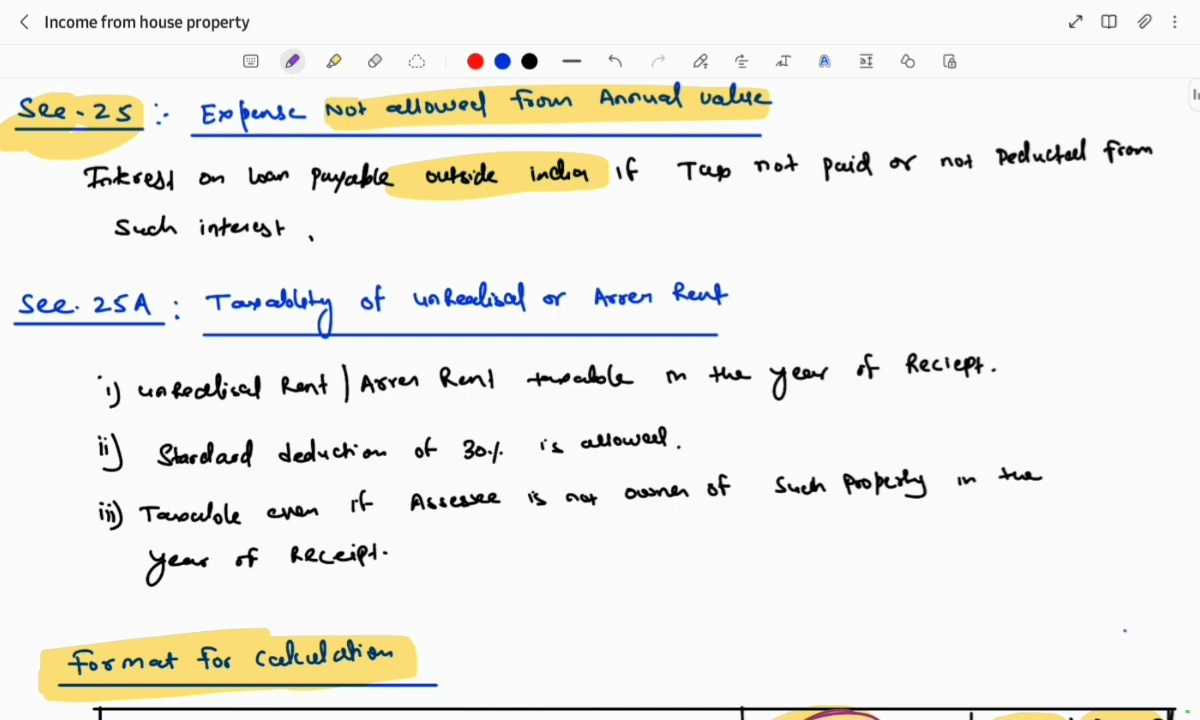 Income from house property
Sec. 25 :- Expense Not allowed from Annual value
Interest on loan payable outside india if Tax not paid or not Deducted from
such interest.
Sec. 25A : Taxability of unRealised or Arrer Rent
i) unRealised Rent | Arrer Rent taxable in the year of Reciept.
ii) Standard deduction of 30% is allowed.
iii) Taxable even if Assessee is not owner of such Property in the
year of Receipt.
Format for Calculation